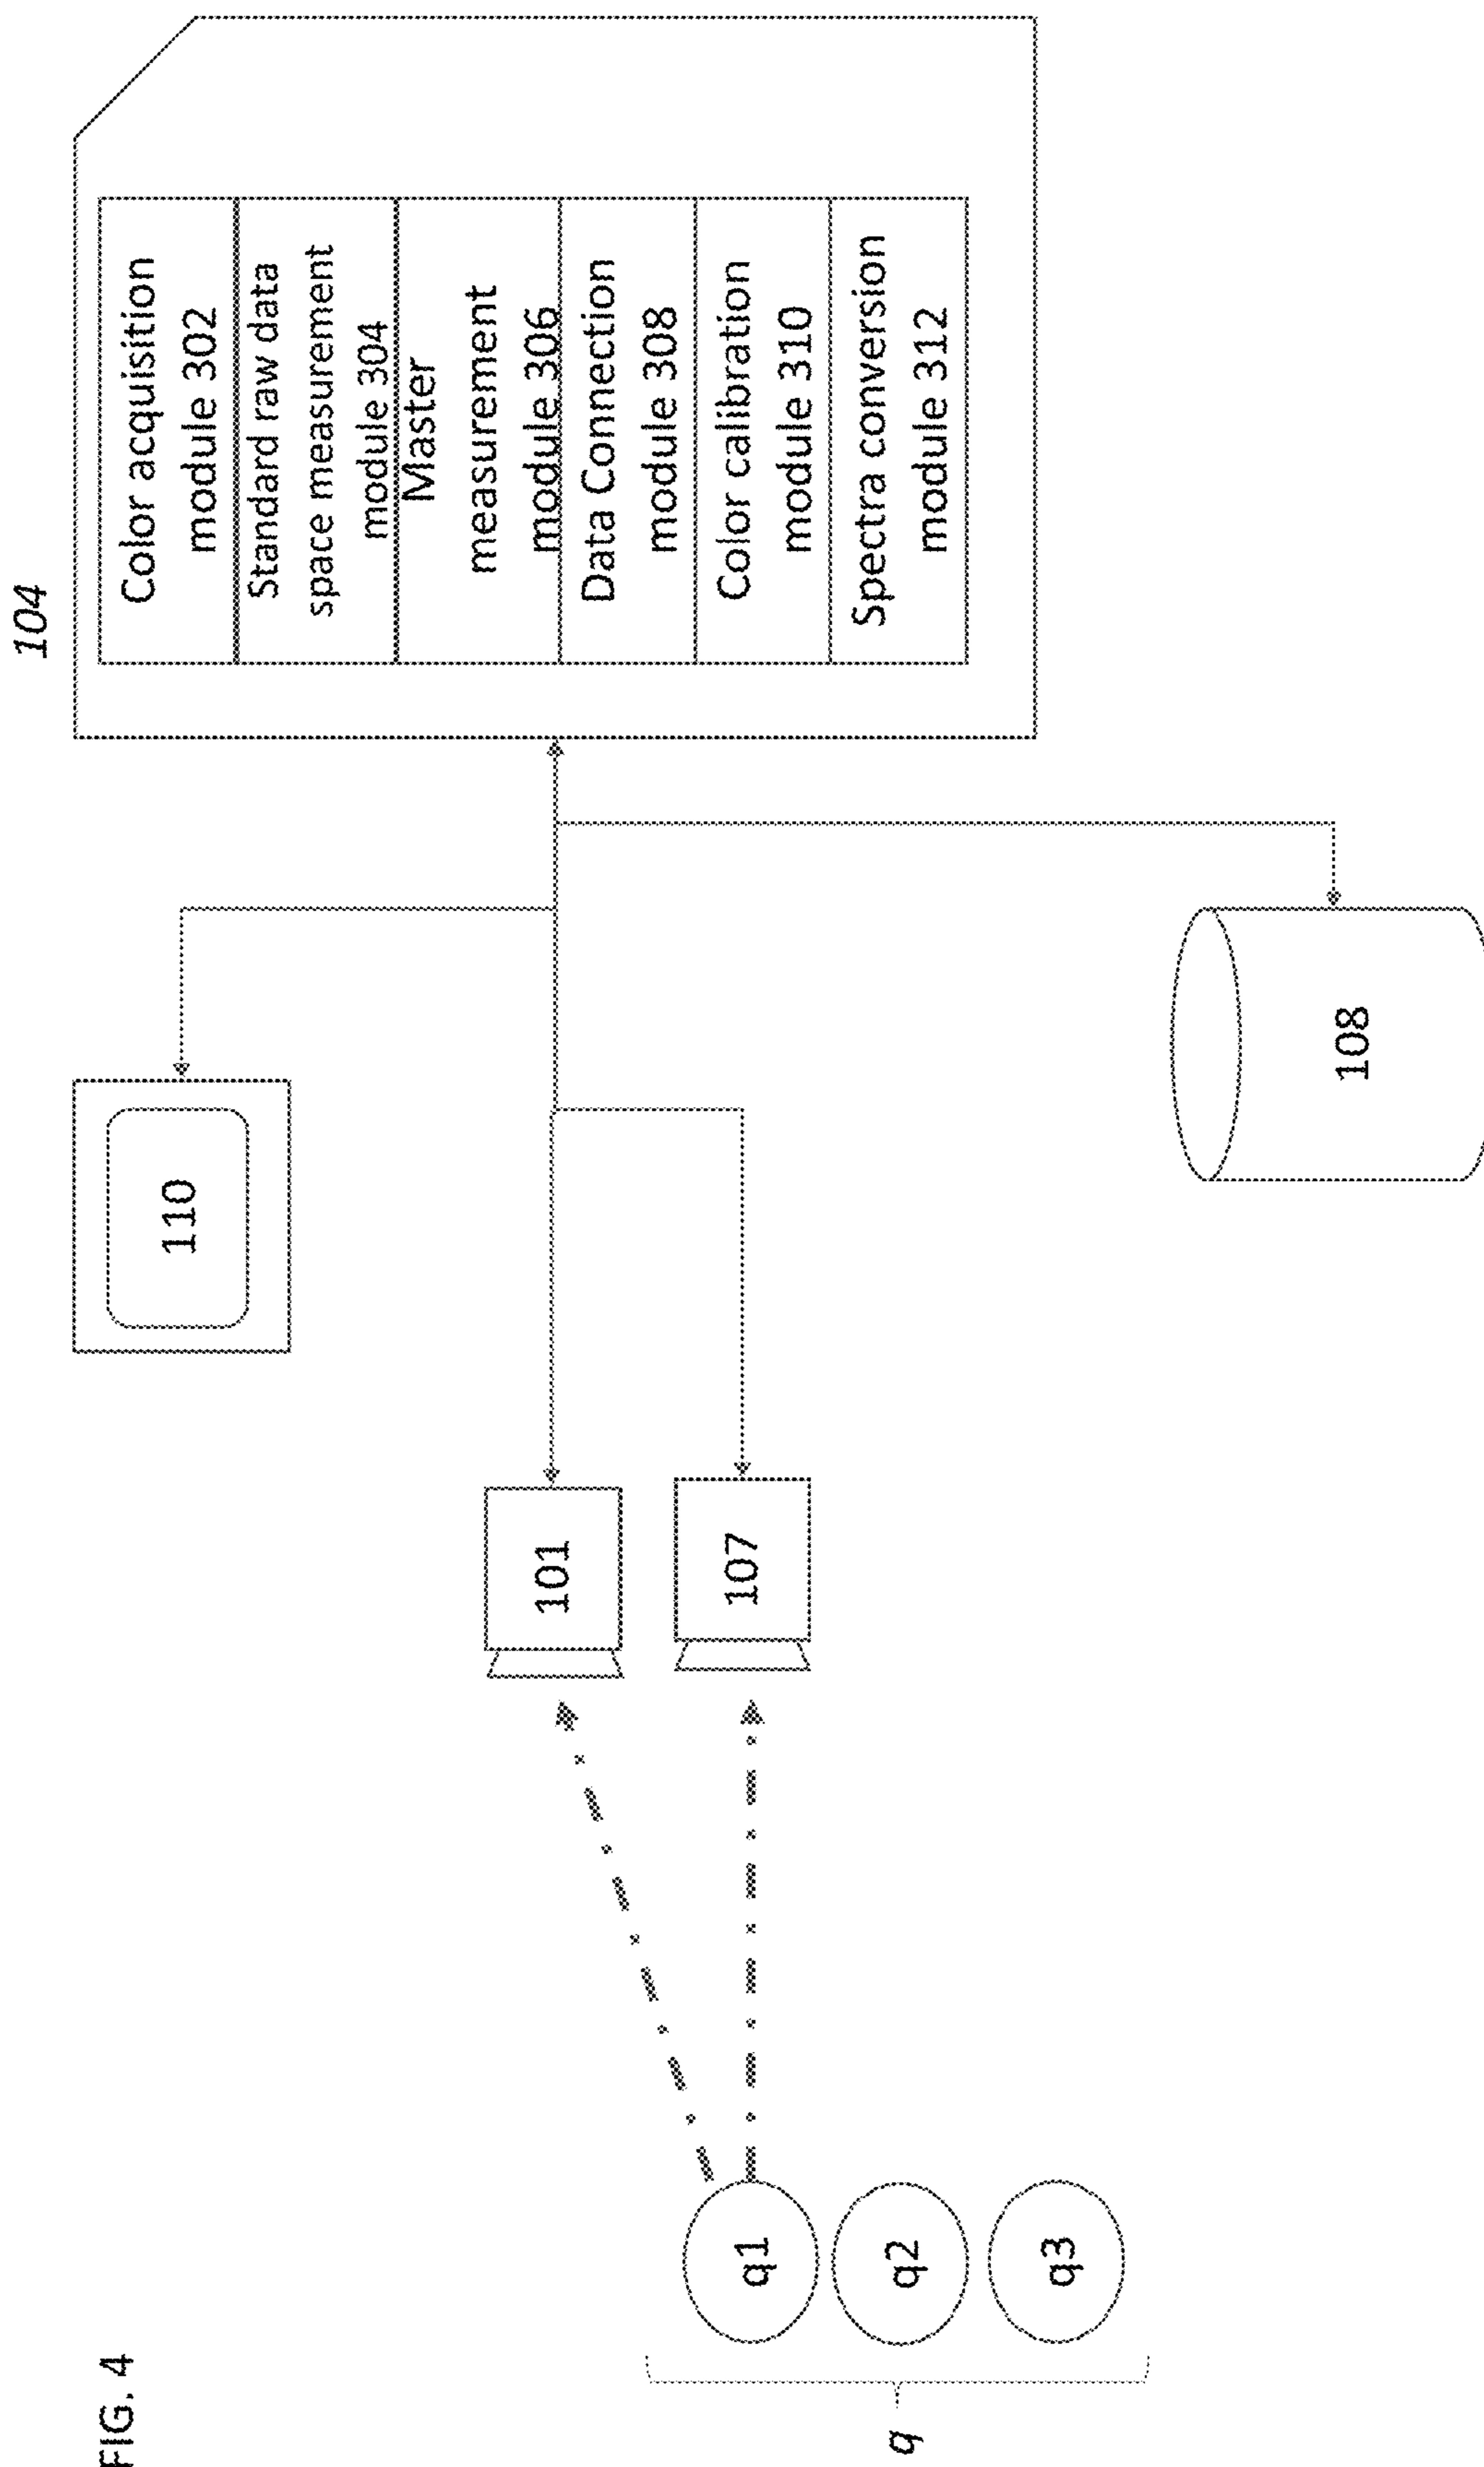 FIG. 4
104
Color acquisition
module 302
Standard raw data
space measurement
module 304
Master
measurement
module 306
Data Connection
module 308
Color calibration
module 310
Spectra conversion
module 312
110
101
107
108
q1
q2
q3
q